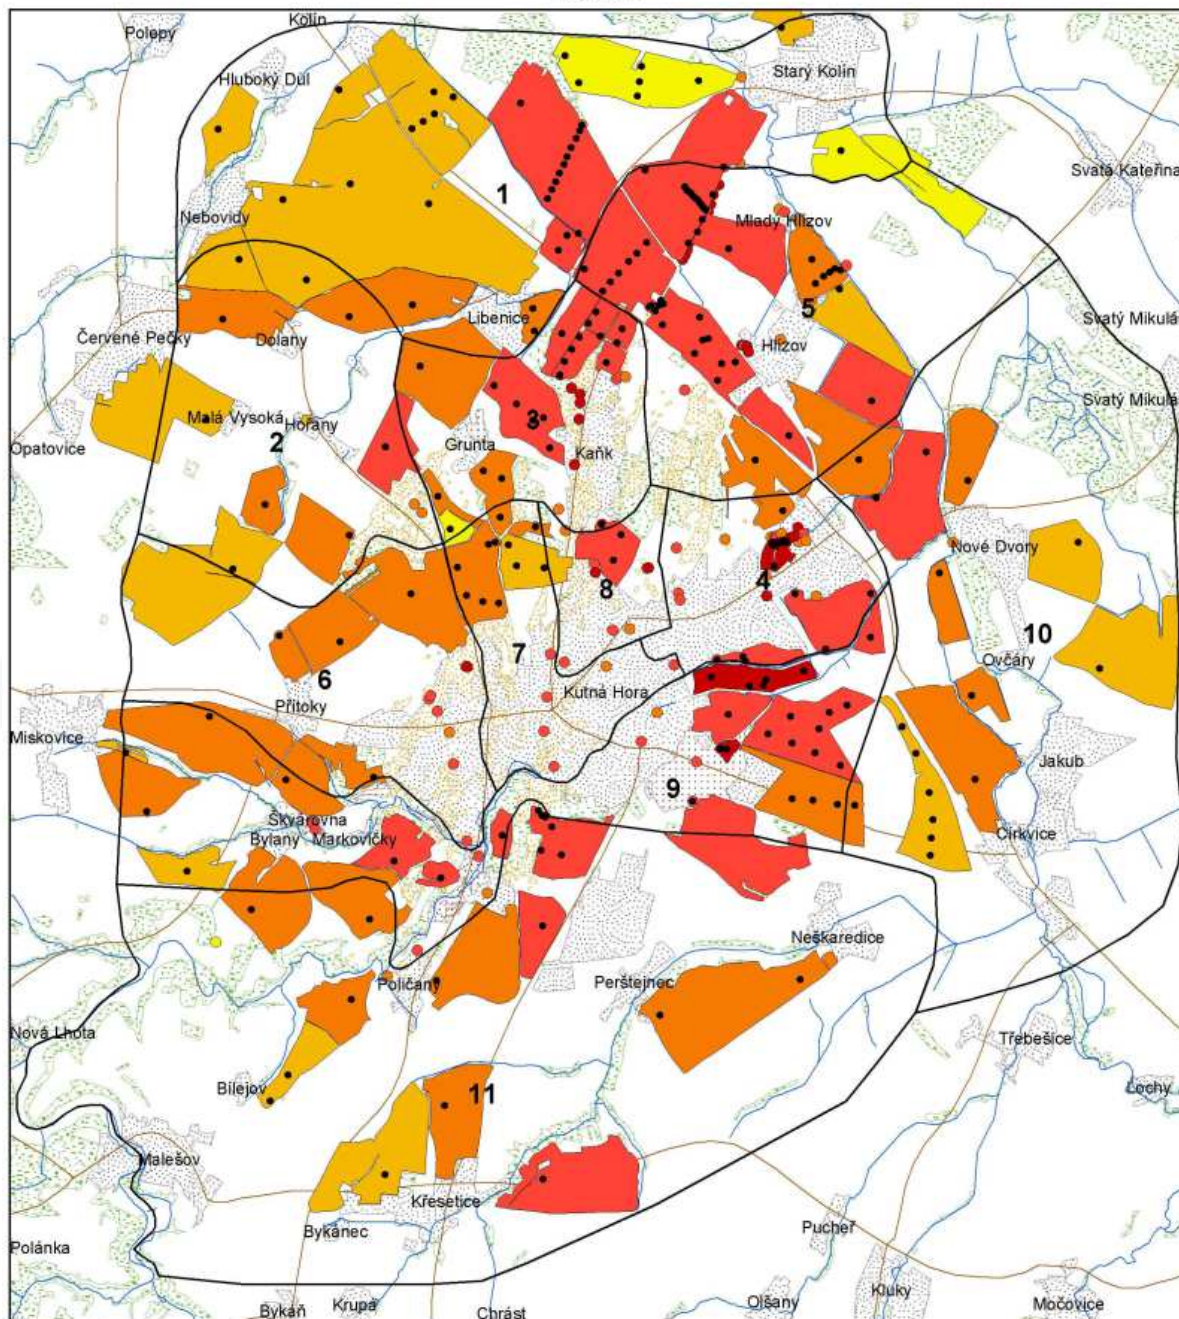 Kolín
Polepy
Starý Kolín
Hluboký Důl
Svatá Kateřina
1
Nebovidy
Mladý Hlízov
5
Libenice
Svatý Mikuláš
Červené Pečky
Dolany
Hlízov
Svatý Mikuláš
Malá Vysoká
Hořany
3
Opatovice
2
Grunta
Kaňk
Nové Dvory
4
8
10
7
Ovčáry
6
Kutná Hora
Přítoky
Miskovice
Jakub
9
Škvárovna
Církvice
Bylany
Markovičky
Neškaredice
Poličany
Perštejnec
Nová Lhota
Třebešice
Bílejov
11
Lochy
Malešov
Křesetice
Bykánec
Pucheř
Polánka
Kluky
Krupá
Olšany
Močovice
Bykáň
Chrást